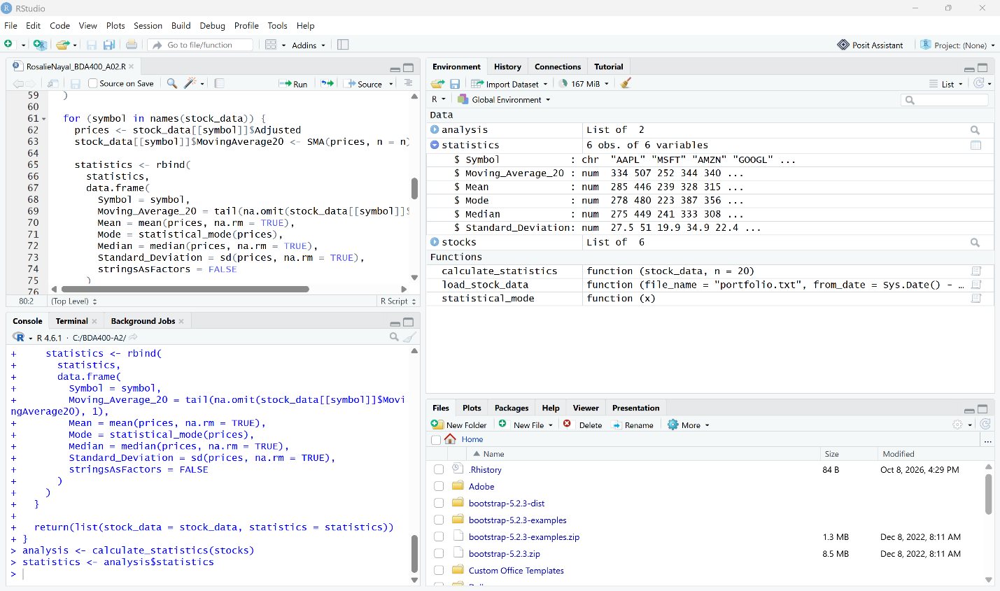 RStudio
File Edit Code View Plots Session Build Debug Profile Tools Help
Go to file/function Addins Posit Assistant Project: (None)
RosalieNayal_BDA400_A02.R
Source on Save Run Source
59 )
60
61 for (symbol in names(stock_data)) {
62 prices <- stock_data[[symbol]]$Adjusted
63 stock_data[[symbol]]$MovingAverage20 <- SMA(prices, n = n)
64
65 statistics <- rbind(
66 statistics,
67 data.frame(
68 Symbol = symbol,
69 Moving_Average_20 = tail(na.omit(stock_data[[symbol]]$
70 Mean = mean(prices, na.rm = TRUE),
71 Mode = statistical_mode(prices),
72 Median = median(prices, na.rm = TRUE),
73 Standard_Deviation = sd(prices, na.rm = TRUE),
74 stringsAsFactors = FALSE
75 )
76
80:2 (Top Level) R Script
Console Terminal Background Jobs
R 4.6.1 · C:/BDA400-A2/
+ statistics <- rbind(
+ statistics,
+ data.frame(
+ Symbol = symbol,
+ Moving_Average_20 = tail(na.omit(stock_data[[symbol]]$Movi
ngAverage20), 1),
+ Mean = mean(prices, na.rm = TRUE),
+ Mode = statistical_mode(prices),
+ Median = median(prices, na.rm = TRUE),
+ Standard_Deviation = sd(prices, na.rm = TRUE),
+ stringsAsFactors = FALSE
+ )
+ )
+ }
+
+ return(list(stock_data = stock_data, statistics = statistics))
+ }
> analysis <- calculate_statistics(stocks)
> statistics <- analysis$statistics
>
Environment History Connections Tutorial
Import Dataset 167 MiB List
R Global Environment
Data
analysis List of 2
statistics 6 obs. of 6 variables
$ Symbol : chr "AAPL" "MSFT" "AMZN" "GOOGL" ...
$ Moving_Average_20 : num 334 507 252 344 340 ...
$ Mean : num 285 446 239 328 315 ...
$ Mode : num 278 480 223 387 356 ...
$ Median : num 275 449 241 333 308 ...
$ Standard_Deviation: num 27.5 51 19.9 34.9 22.4 ...
stocks List of 6
Functions
calculate_statistics function (stock_data, n = 20)
load_stock_data function (file_name = "portfolio.txt", from_date = Sys.Date() - …
statistical_mode function (x)
Files Plots Packages Help Viewer Presentation
New Folder New File Delete Rename More
Home ...
Name Size Modified
.Rhistory 84 B Oct 8, 2026, 4:29 PM
Adobe
bootstrap-5.2.3-dist
bootstrap-5.2.3-examples
bootstrap-5.2.3-examples.zip 1.3 MB Dec 8, 2022, 8:11 AM
bootstrap-5.2.3.zip 8.5 MB Dec 8, 2022, 8:11 AM
Custom Office Templates